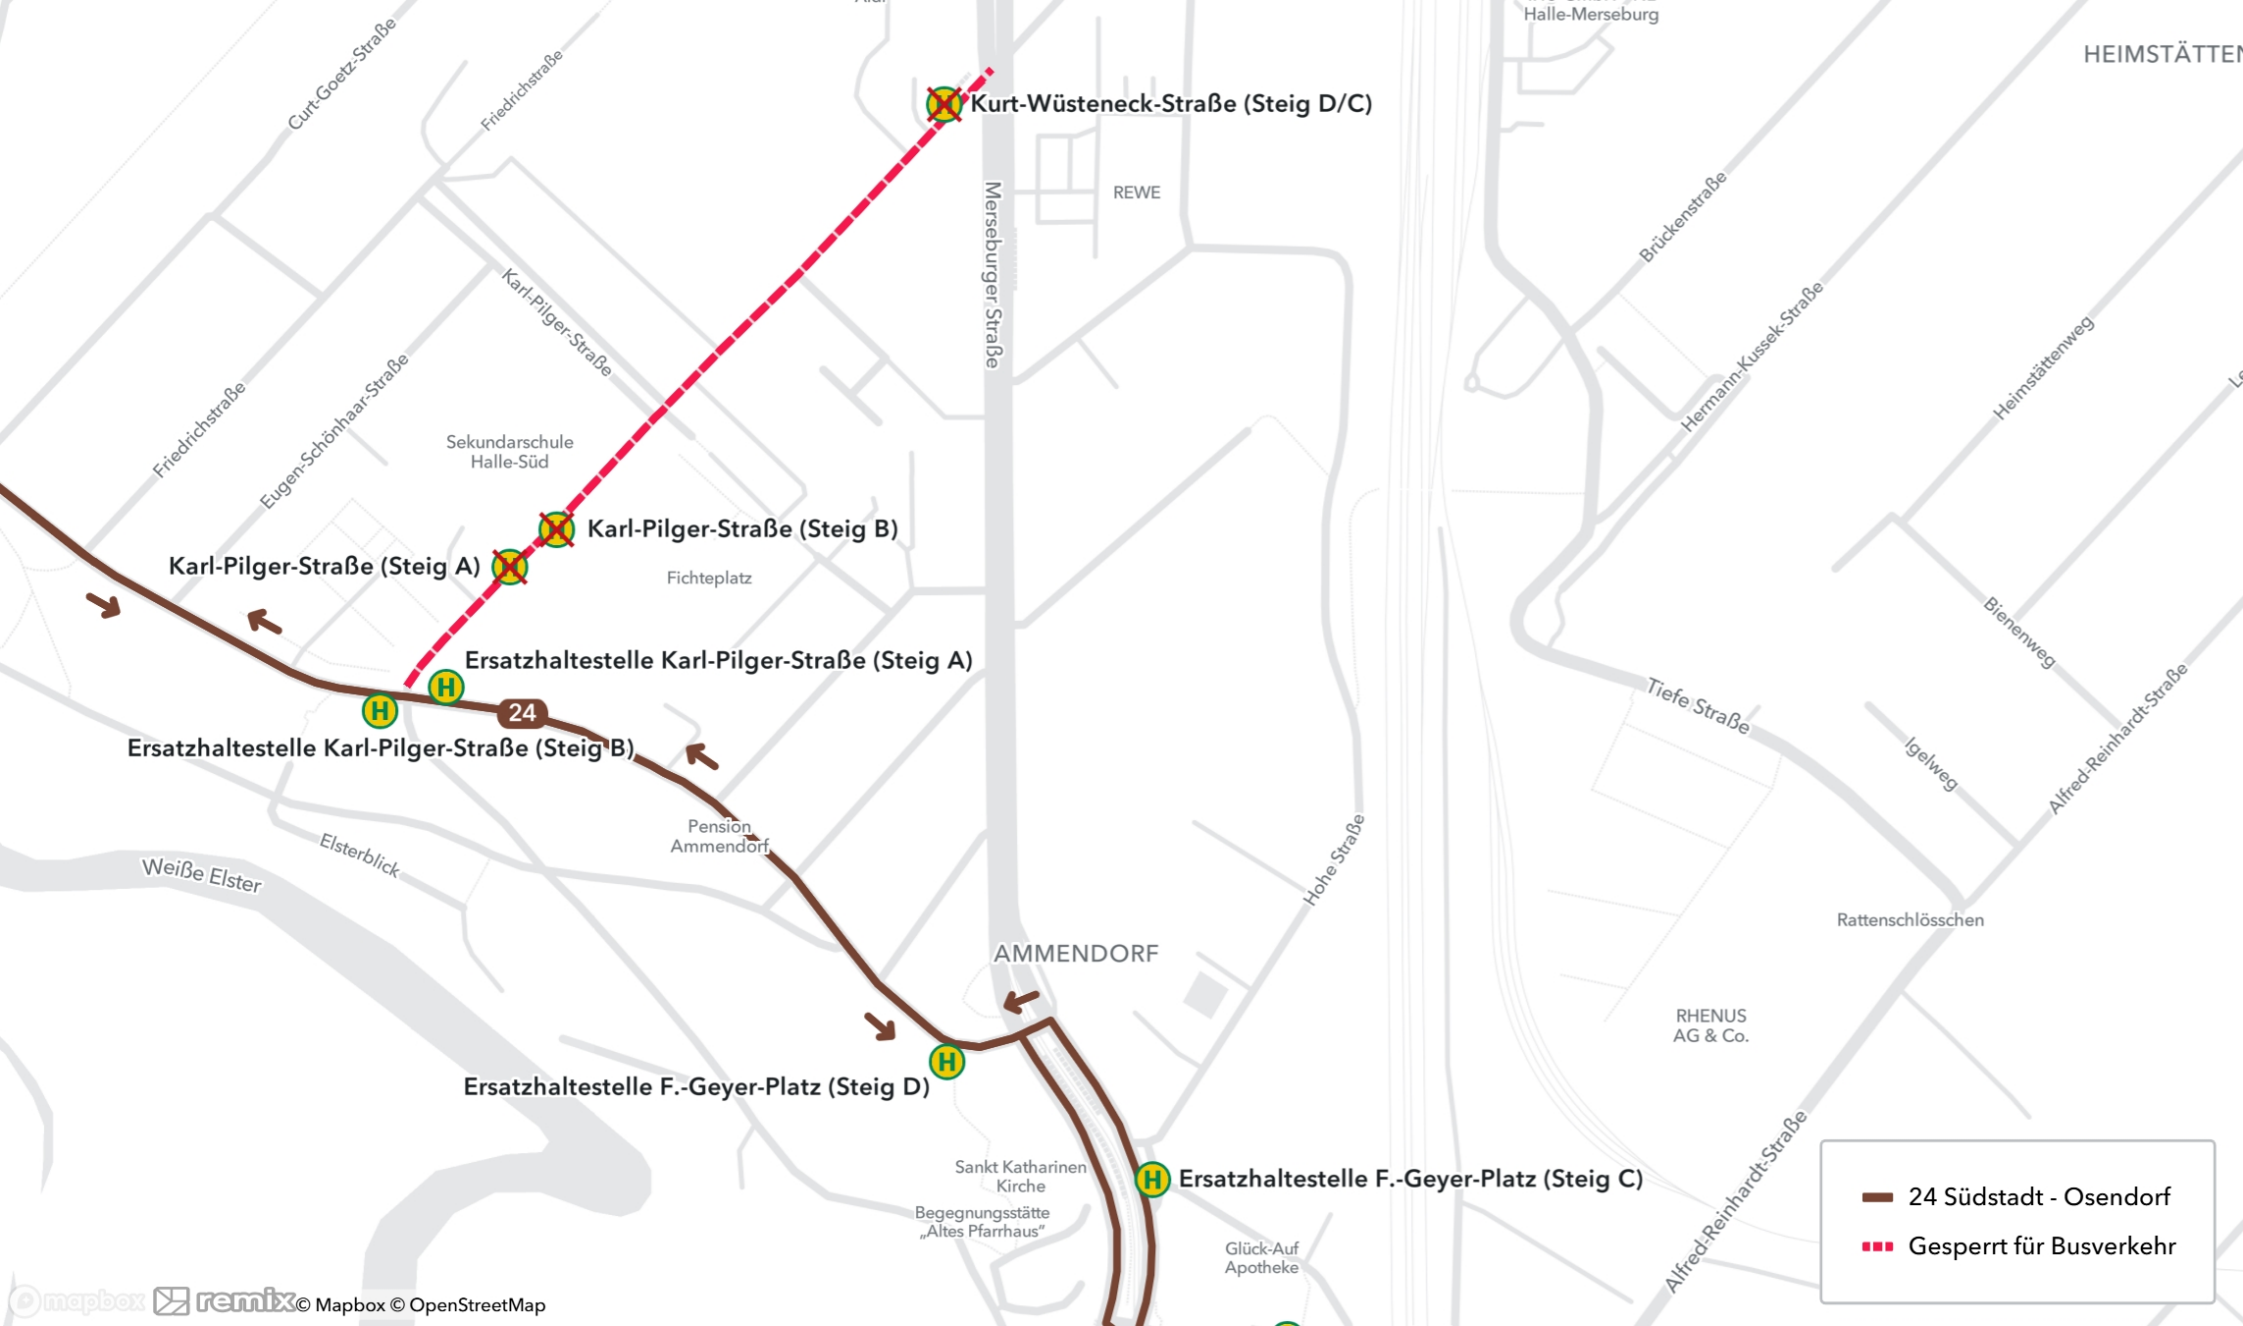 Halle-Merseburg
HEIMSTÄTTEN
Curt-Goetz-Straße
Friedrichstraße
Kurt-Wüsteneck-Straße (Steig D/C)
REWE
Merseburger Straße
Brückenstraße
Karl-Pilger-Straße
Hermann-Kussek-Straße
Heimstättenweg
Friedrichstraße
Eugen-Schönhaar-Straße
Sekundarschule
Halle-Süd
Karl-Pilger-Straße (Steig B)
Karl-Pilger-Straße (Steig A)
Fichteplatz
Ersatzhaltestelle Karl-Pilger-Straße (Steig A)
H
H
24
Ersatzhaltestelle Karl-Pilger-Straße (Steig B)
Bienenweg
Tiefe Straße
Igelweg
Alfred-Reinhardt-Straße
Pension
Ammendorf
Elsterblick
Weiße Elster
Hohe Straße
Rattenschlösschen
AMMENDORF
RHENUS
AG & Co.
H
Ersatzhaltestelle F.-Geyer-Platz (Steig D)
Sankt Katharinen
Kirche
H
Ersatzhaltestelle F.-Geyer-Platz (Steig C)
Begegnungsstätte
„Altes Pfarrhaus“
Glück-Auf
Apotheke
Alfred-Reinhardt-Straße
24 Südstadt - Osendorf
Gesperrt für Busverkehr
mapbox
remix
© Mapbox © OpenStreetMap